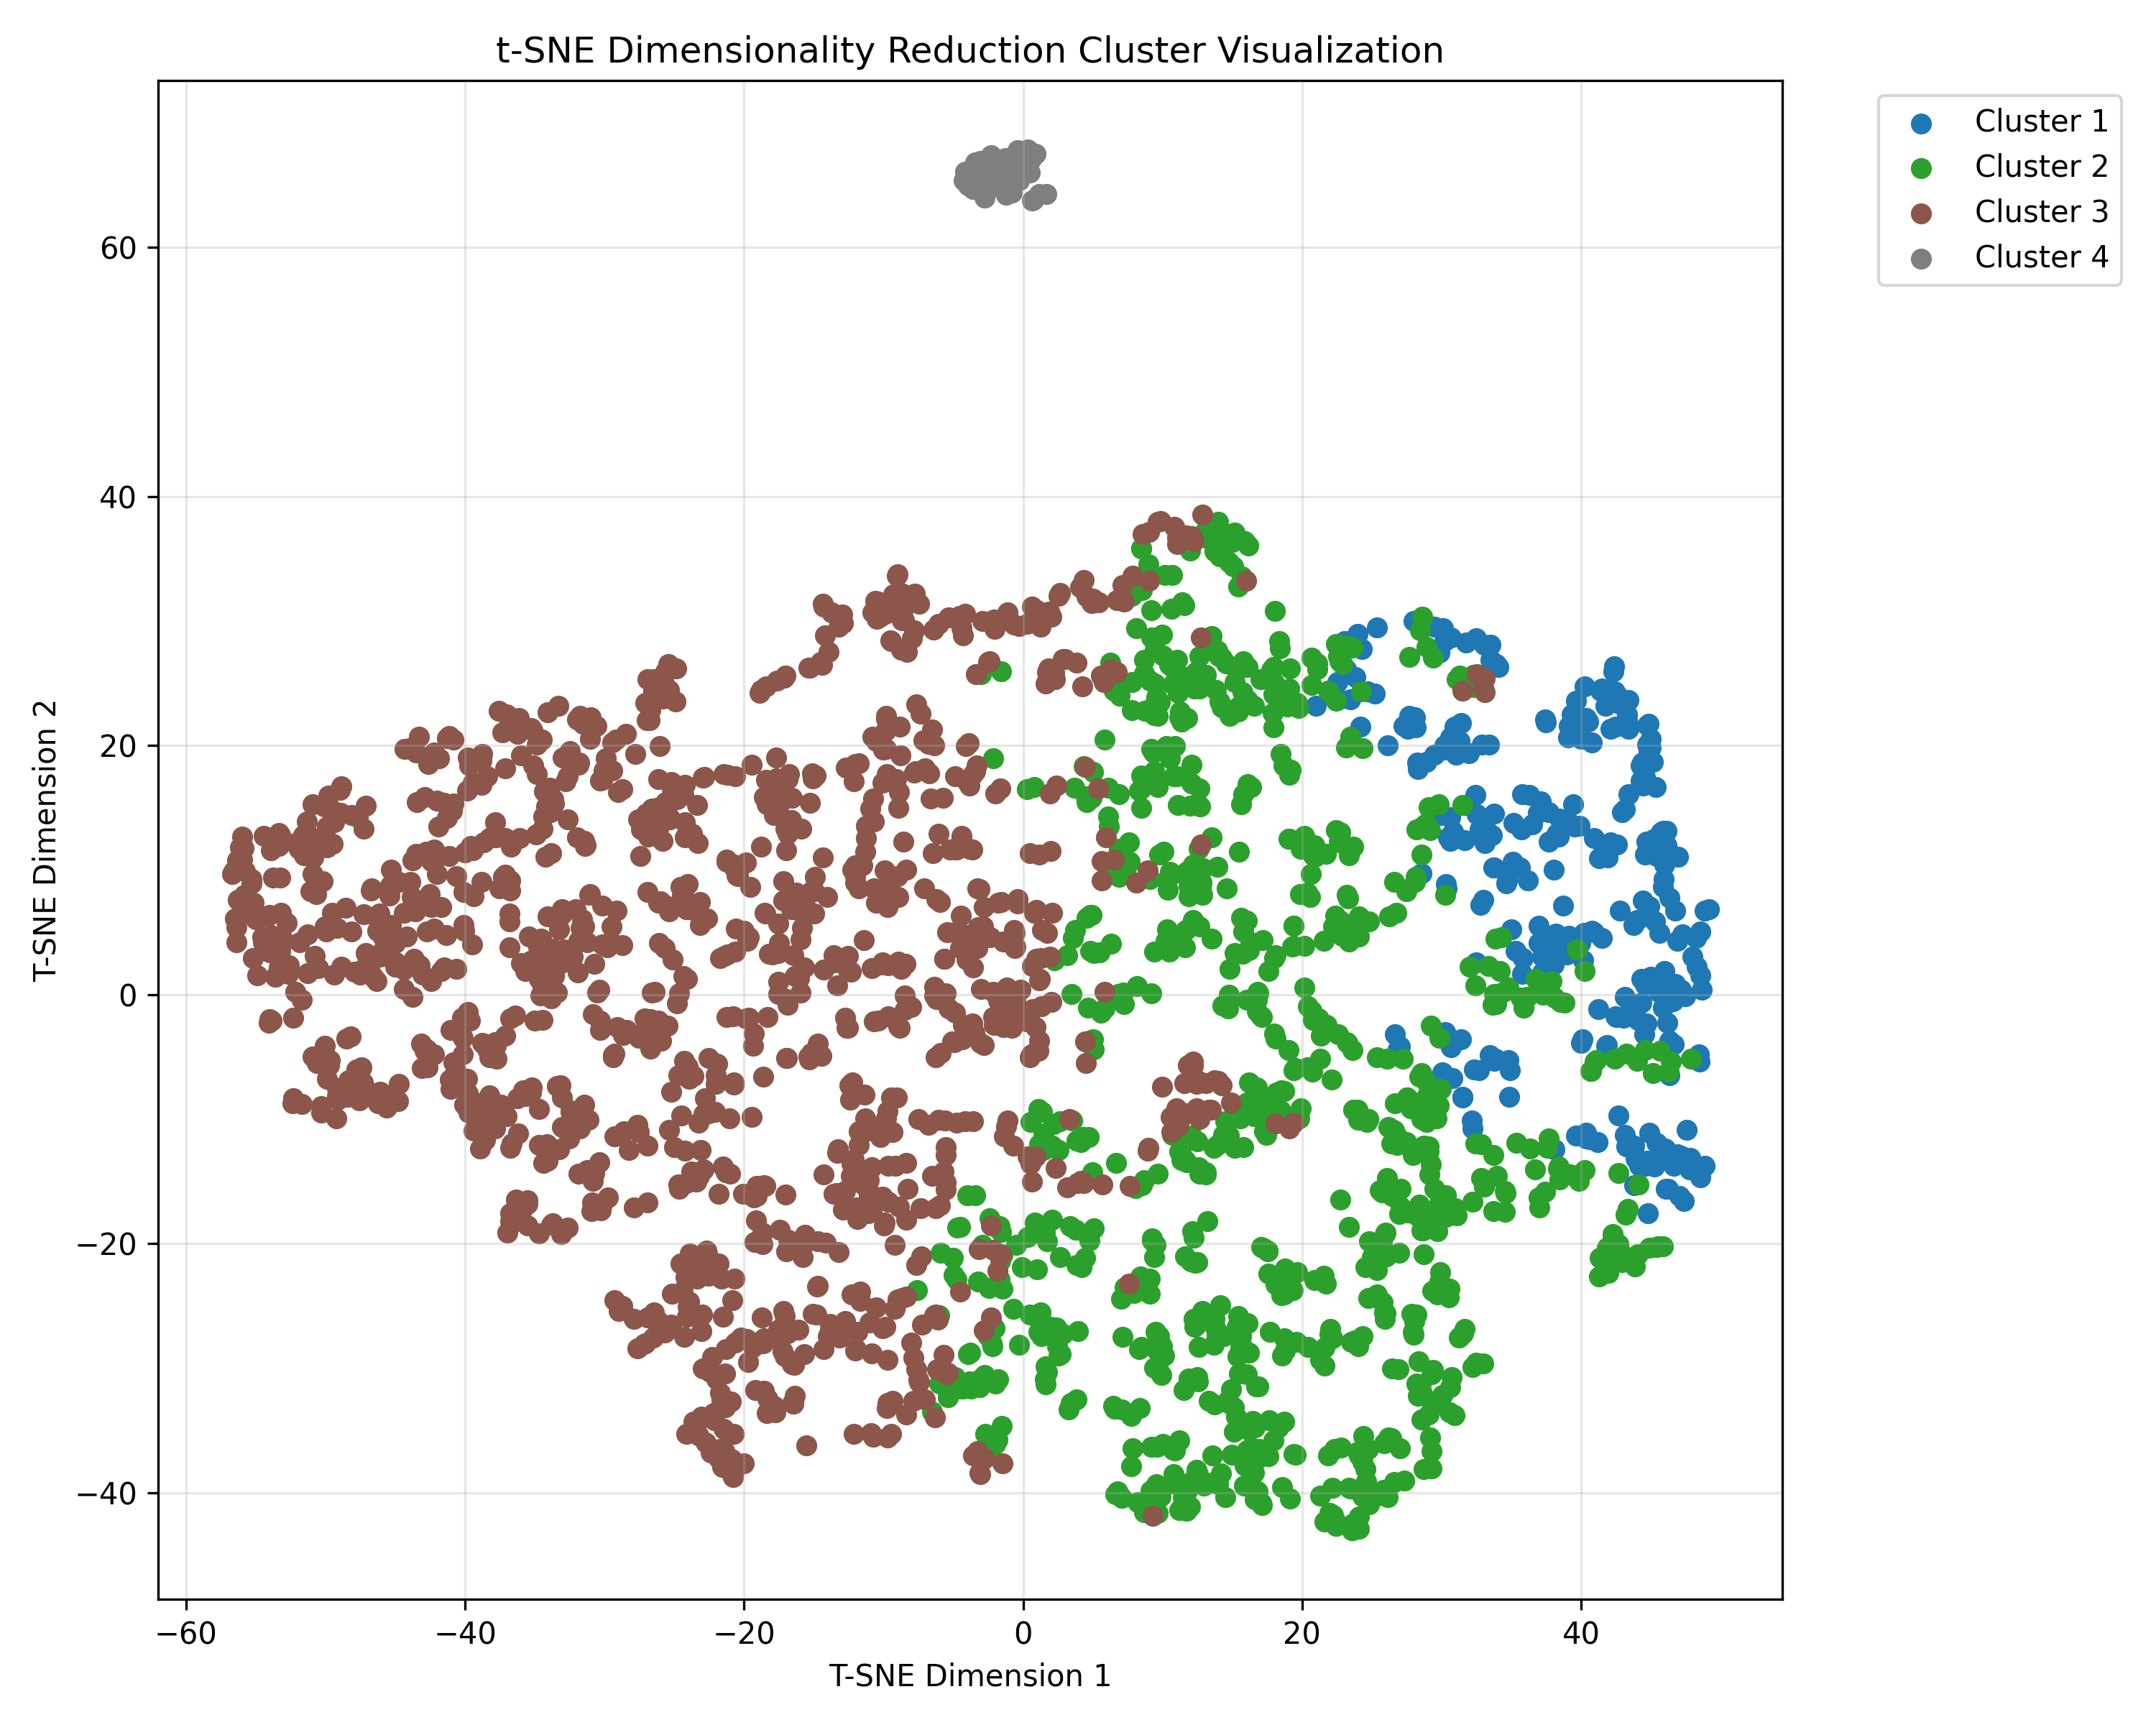 t-SNE Dimensionality Reduction Cluster Visualization
Cluster 1
Cluster 2
Cluster 3
Cluster 4
T-SNE Dimension 2
60
40
20
0
−20
−40
−60
−40
−20
0
20
40
T-SNE Dimension 1